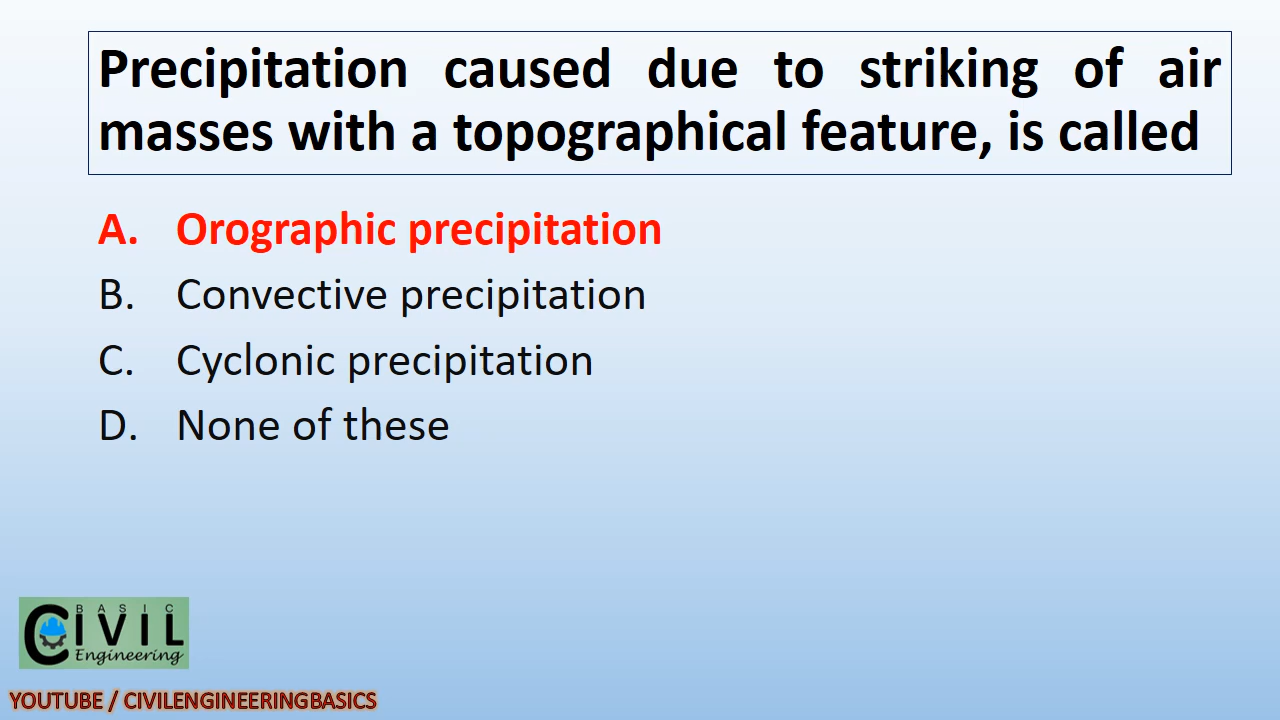 Precipitation caused due to striking of air
masses with a topographical feature, is called
A. Orographic precipitation
B. Convective precipitation
C. Cyclonic precipitation
D. None of these
BASIC
CIVIL
Engineering
YOUTUBE / CIVILENGINEERINGBASICS